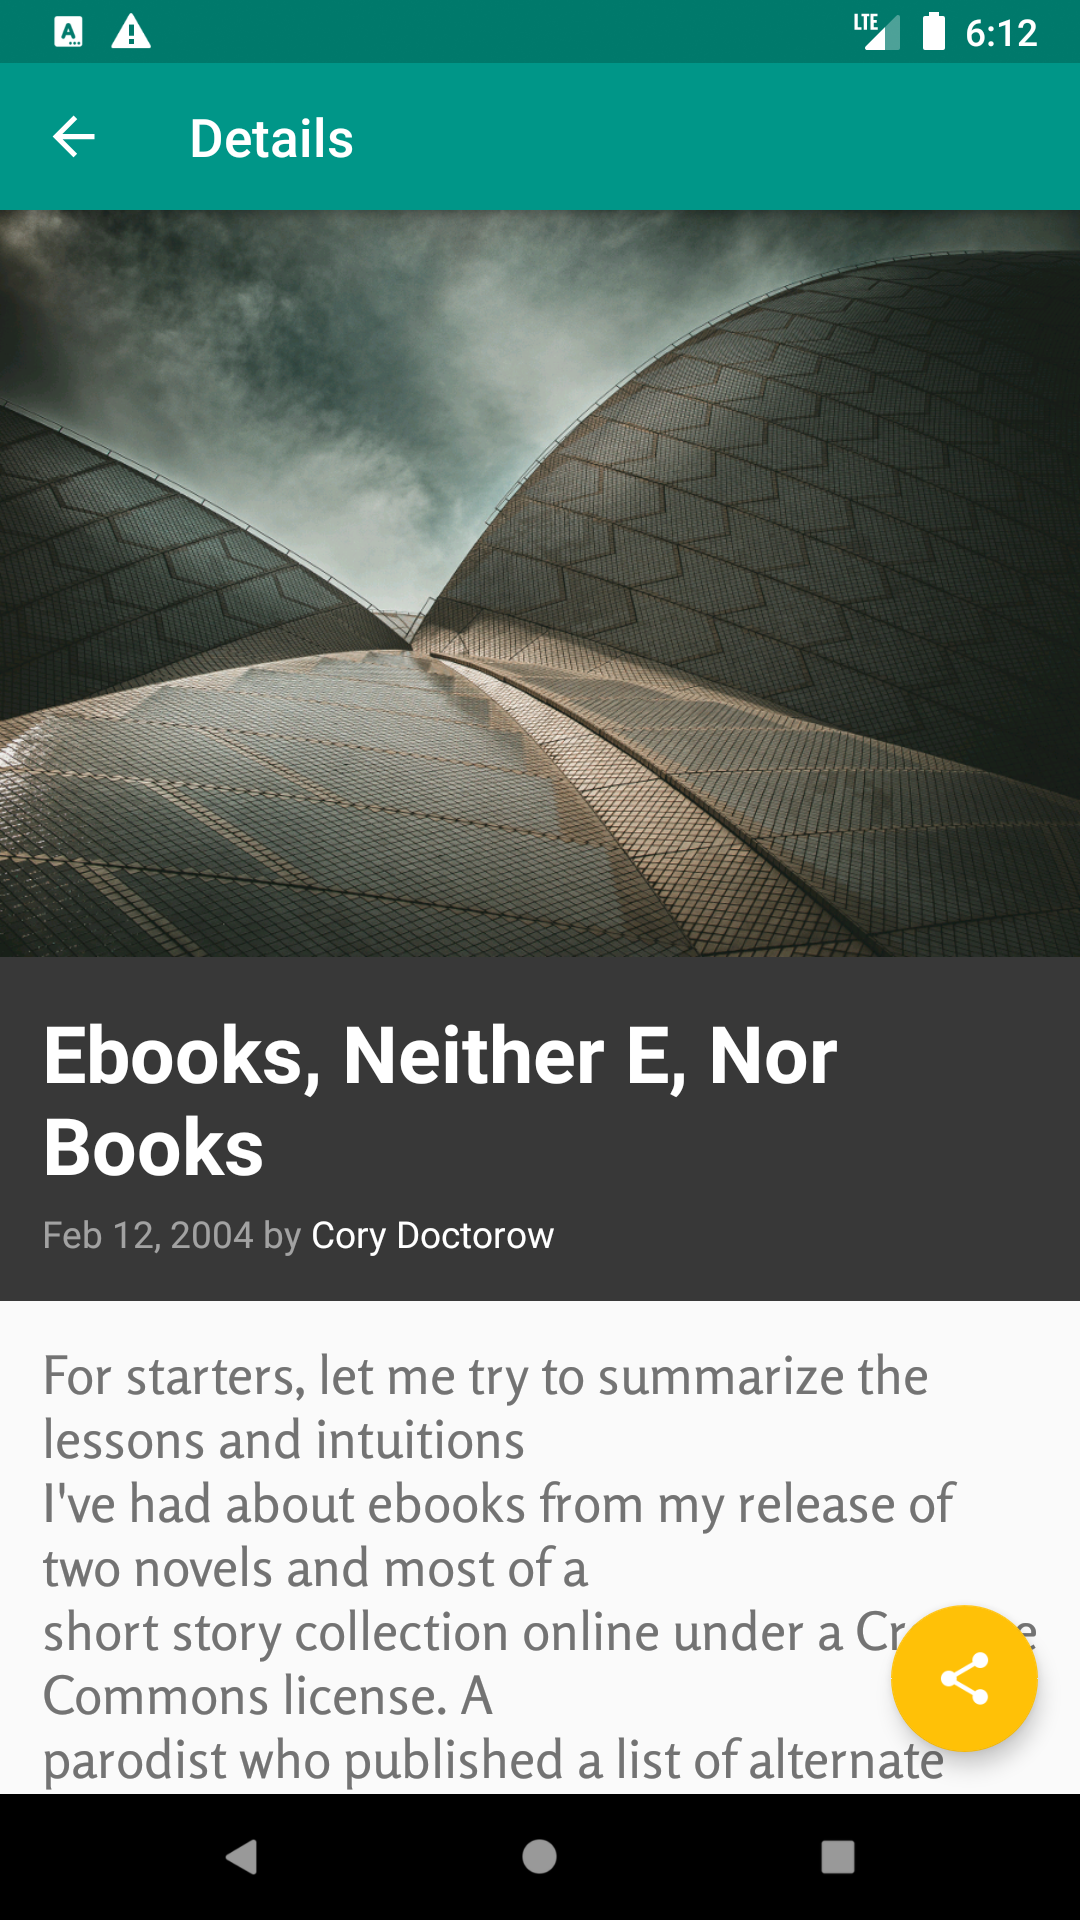 LTE 6:12
Details
Ebooks, Neither E, Nor
Books
Feb 12, 2004 by Cory Doctorow
For starters, let me try to summarize the
lessons and intuitions
I've had about ebooks from my release of
two novels and most of a
short story collection online under a
Commons license. A
parodist who published a list of alternate